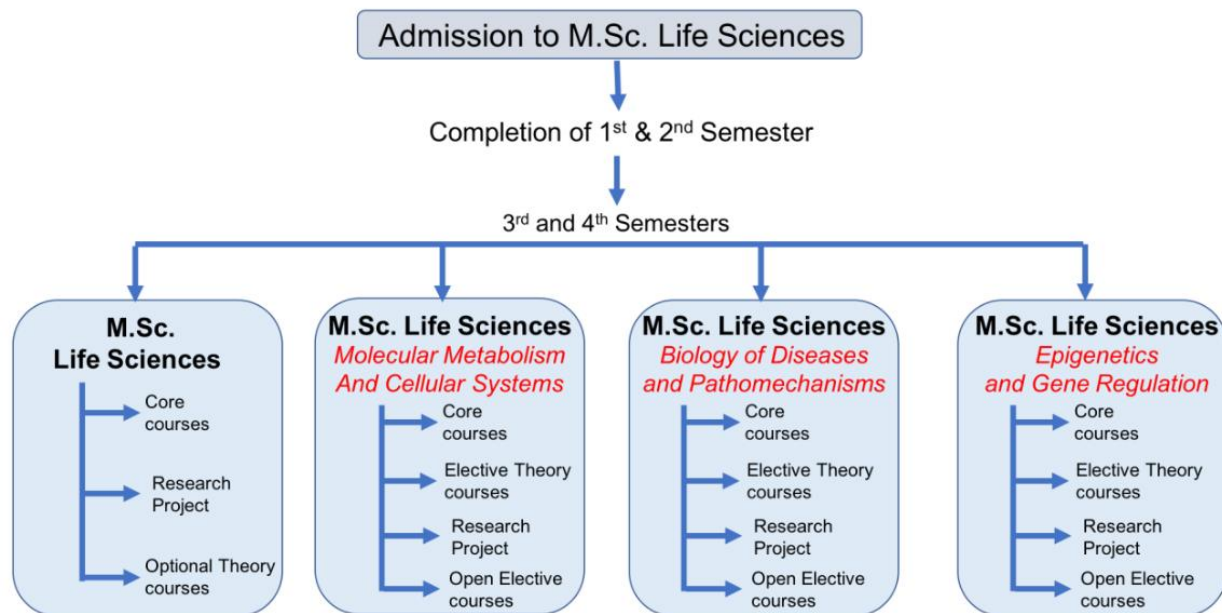 Admission to M.Sc. Life Sciences
Completion of 1st & 2nd Semester
3rd and 4th Semesters
M.Sc.
Life Sciences
Core
courses
Research
Project
Optional Theory
courses
M.Sc. Life Sciences
Molecular Metabolism
And Cellular Systems
Core
courses
Elective Theory
courses
Research
Project
Open Elective
courses
M.Sc. Life Sciences
Biology of Diseases
and Pathomechanisms
Core
courses
Elective Theory
courses
Research
Project
Open Elective
courses
M.Sc. Life Sciences
Epigenetics
and Gene Regulation
Core
courses
Elective Theory
courses
Research
Project
Open Elective
courses